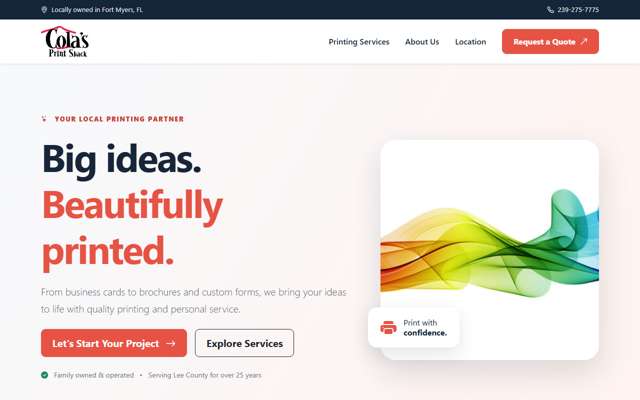 Locally owned in Fort Myers, FL
239-275-7775
Cola's
Print Shack
Printing Services
About Us
Location
Request a Quote
YOUR LOCAL PRINTING PARTNER
Big ideas.
Beautifully
printed.
From business cards to brochures and custom forms, we bring your ideas
to life with quality printing and personal service.
Print with
confidence.
Let's Start Your Project
Explore Services
Family owned & operated • Serving Lee County for over 25 years